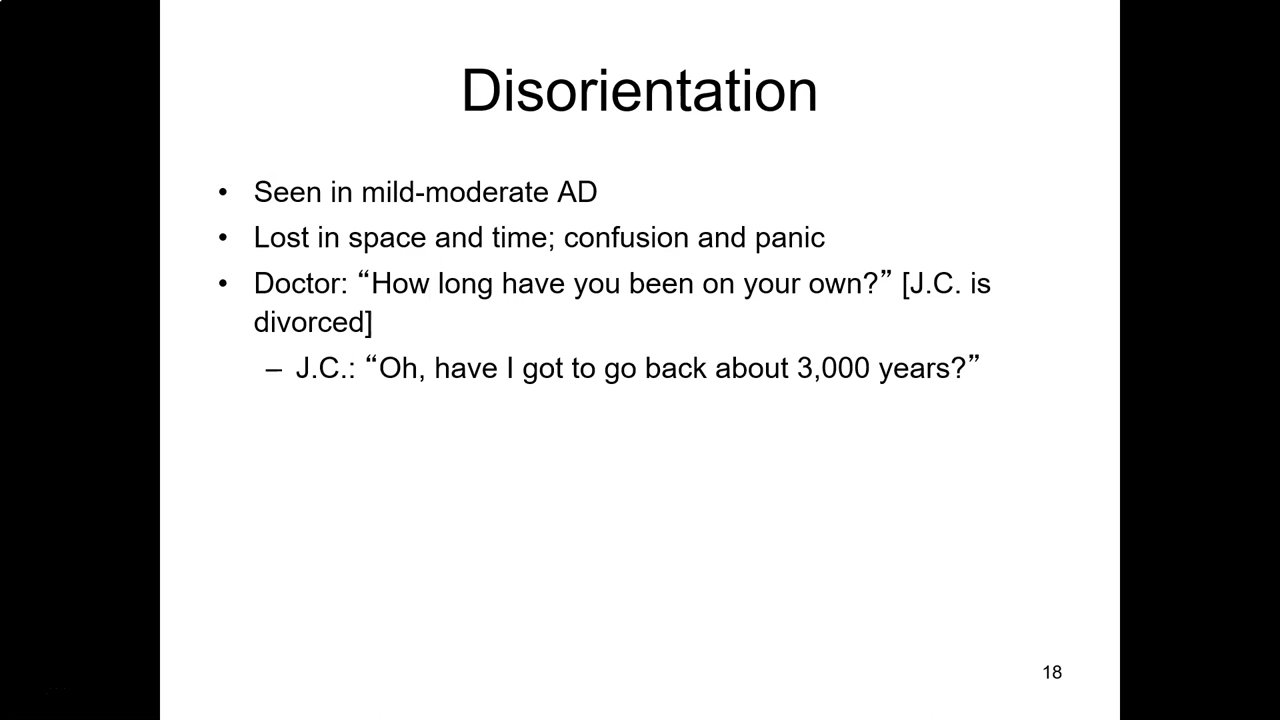 Disorientation
• Seen in mild-moderate AD
• Lost in space and time; confusion and panic
• Doctor: “How long have you been on your own?” [J.C. is
divorced]
– J.C.: “Oh, have I got to go back about 3,000 years?”
18